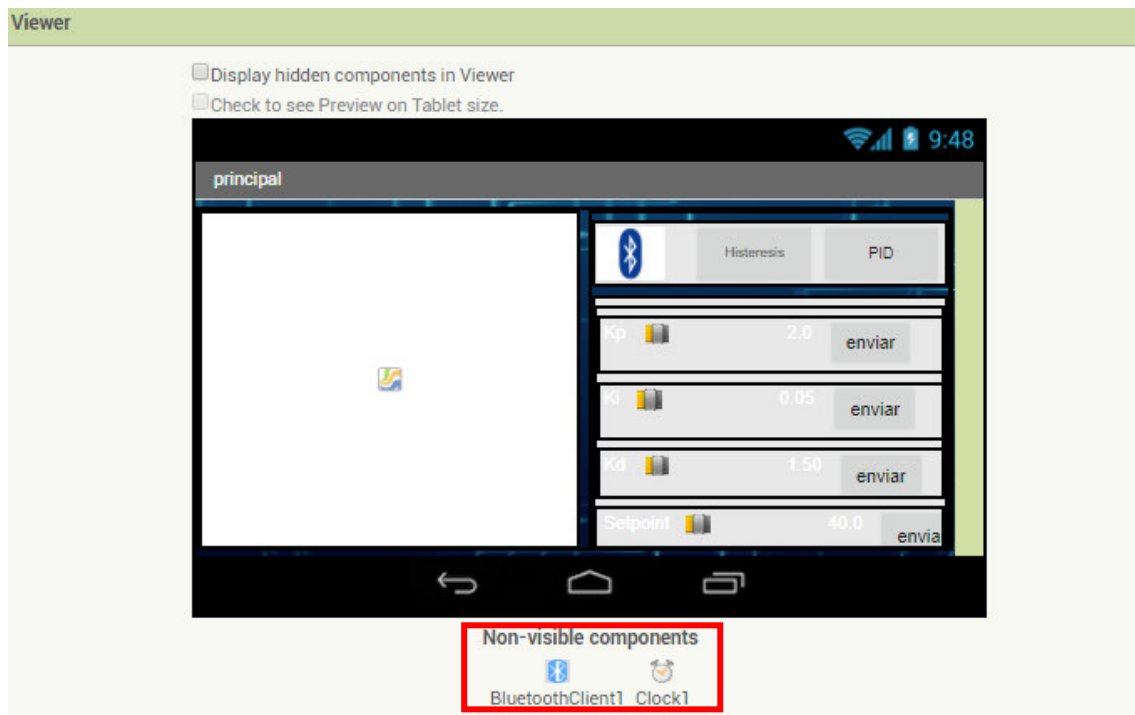 Viewer
Display hidden components in Viewer
Check to see Preview on Tablet size.
9:48
principal
Histeresis PID
Kp 2.0 enviar
Ki 0.05 enviar
Kd 1.50 enviar
Setpoint 40.0 envia
Non-visible components
BluetoothClient1 Clock1